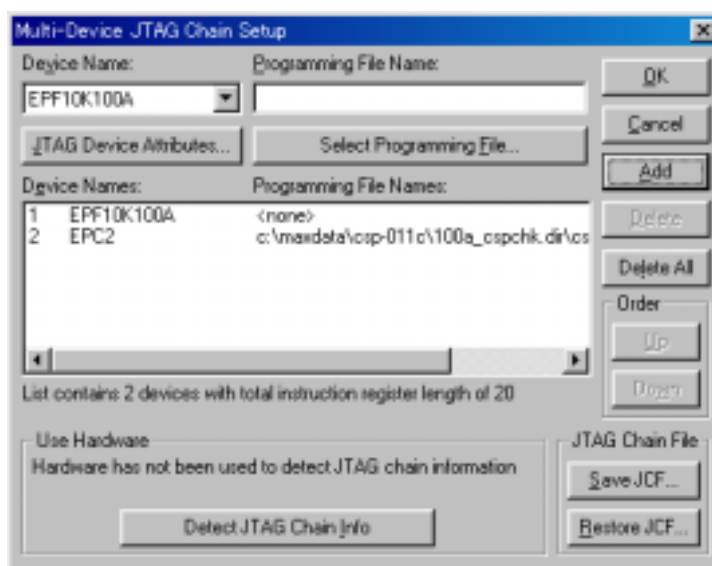 Multi-Device JTAG Chain Setup
Device Name:
Programming File Name:
EPF10K100A
JTAG Device Attributes...
Select Programming File...
Device Names:
Programming File Names:
1 EPF10K100A <none>
2 EPC2 c:\maxdata\csp-011c\100a_cspchk.dir\cs
List contains 2 devices with total instruction register length of 20
Use Hardware
Hardware has not been used to detect JTAG chain information
Detect JTAG Chain Info
OK
Cancel
Add
Delete
Delete All
Order
Up
Down
JTAG Chain File
Save JCF...
Restore JCF...